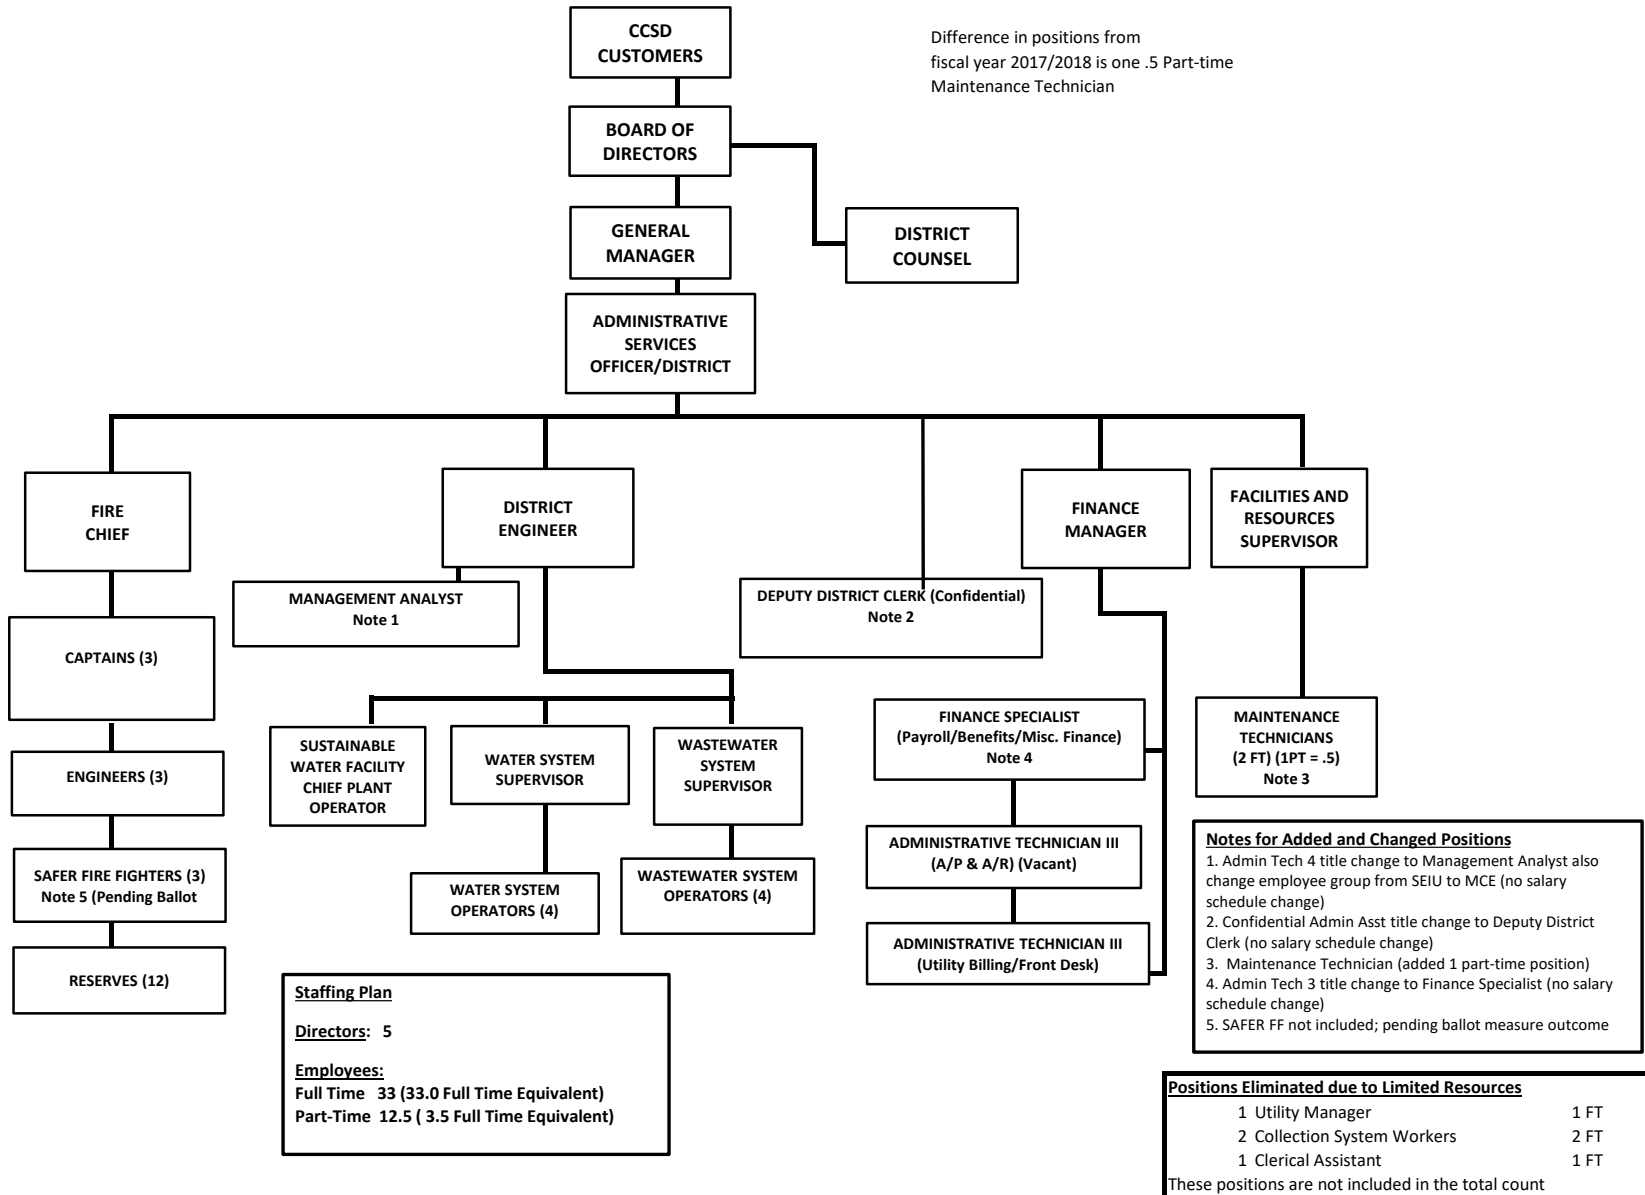 CCSD
CUSTOMERS
Difference in positions from
fiscal year 2017/2018 is one .5 Part-time
Maintenance Technician
BOARD OF
DIRECTORS
GENERAL
MANAGER
DISTRICT
COUNSEL
ADMINISTRATIVE
SERVICES
OFFICER/DISTRICT
FIRE
CHIEF
DISTRICT
ENGINEER
FINANCE
MANAGER
FACILITIES AND
RESOURCES
SUPERVISOR
MANAGEMENT ANALYST
Note 1
DEPUTY DISTRICT CLERK (Confidential)
Note 2
CAPTAINS (3)
ENGINEERS (3)
SAFER FIRE FIGHTERS (3)
Note 5 (Pending Ballot
RESERVES (12)
SUSTAINABLE
WATER FACILITY
CHIEF PLANT
OPERATOR
WATER SYSTEM
SUPERVISOR
WASTEWATER
SYSTEM
SUPERVISOR
WATER SYSTEM
OPERATORS (4)
WASTEWATER SYSTEM
OPERATORS (4)
FINANCE SPECIALIST
(Payroll/Benefits/Misc. Finance)
Note 4
ADMINISTRATIVE TECHNICIAN III
(A/P & A/R) (Vacant)
ADMINISTRATIVE TECHNICIAN III
(Utility Billing/Front Desk)
MAINTENANCE
TECHNICIANS
(2 FT) (1PT = .5)
Note 3
Notes for Added and Changed Positions
1. Admin Tech 4 title change to Management Analyst also
change employee group from SEIU to MCE (no salary
schedule change)
2. Confidential Admin Asst title change to Deputy District
Clerk (no salary schedule change)
3. Maintenance Technician (added 1 part-time position)
4. Admin Tech 3 title change to Finance Specialist (no salary
schedule change)
5. SAFER FF not included; pending ballot measure outcome
Staffing Plan
Directors: 5
Employees:
Full Time 33 (33.0 Full Time Equivalent)
Part-Time 12.5 ( 3.5 Full Time Equivalent)
Positions Eliminated due to Limited Resources
1 Utility Manager 1 FT
2 Collection System Workers 2 FT
1 Clerical Assistant 1 FT
These positions are not included in the total count